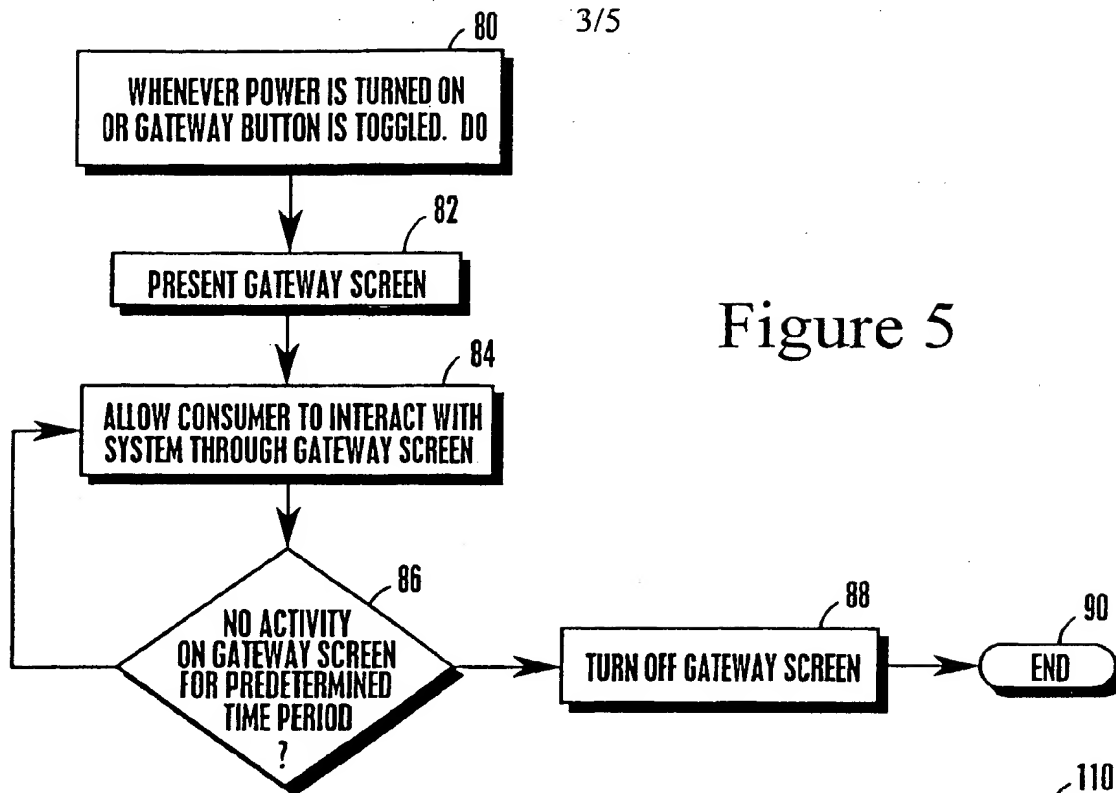 3/5
80
WHENEVER POWER IS TURNED ON
OR GATEWAY BUTTON IS TOGGLED. DO
82
PRESENT GATEWAY SCREEN
Figure 5
84
ALLOW CONSUMER TO INTERACT WITH
SYSTEM THROUGH GATEWAY SCREEN
86
NO ACTIVITY
ON GATEWAY SCREEN
FOR PREDETERMINED
TIME PERIOD
?
88
TURN OFF GATEWAY SCREEN
90
END
110